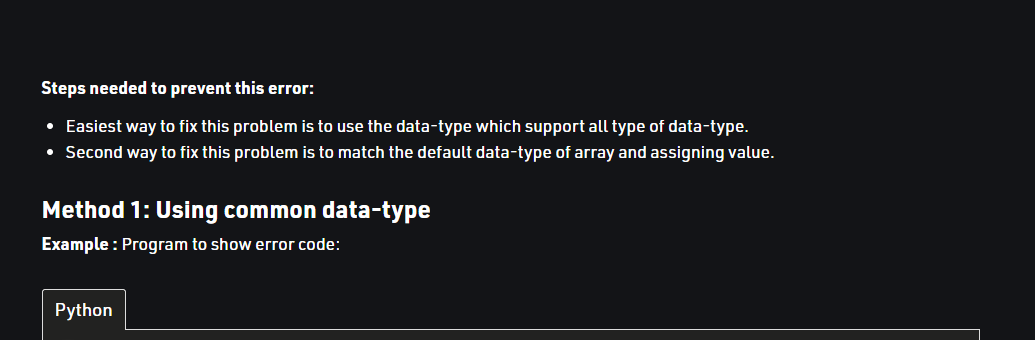 Steps needed to prevent this error:
• Easiest way to fix this problem is to use the data-type which support all type of data-type.
• Second way to fix this problem is to match the default data-type of array and assigning value.
Method 1: Using common data-type
Example : Program to show error code:
Python